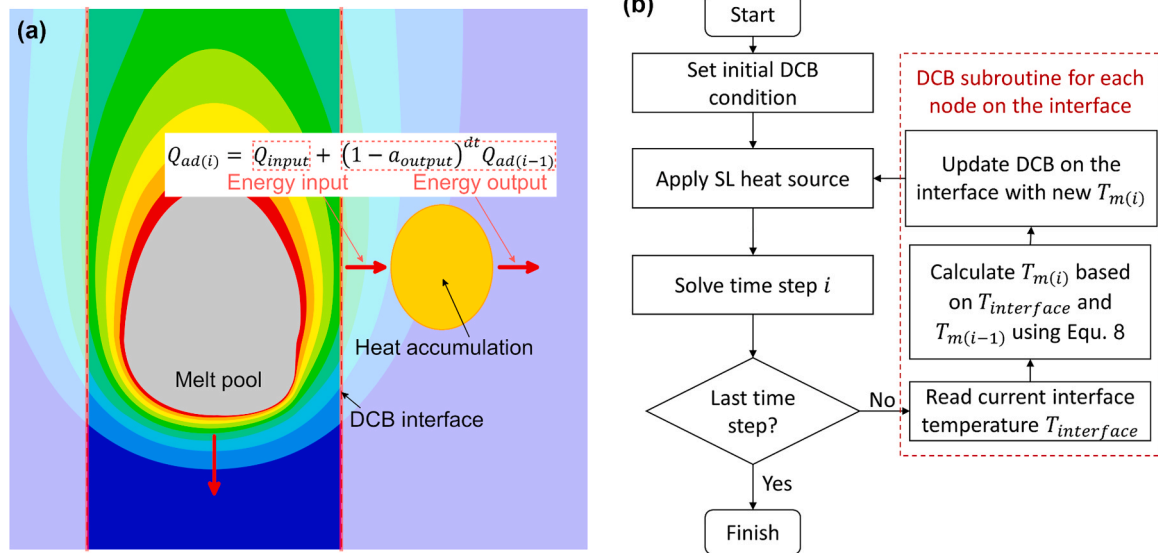 (a)
Q_{ad(i)} = Q_{input} + (1 − a_{output})^{dt} Q_{ad(i−1)}
Energy input
Energy output
Heat accumulation
Melt pool
DCB interface
(b)
Start
Set initial DCB
condition
Apply SL heat source
Solve time step i
Last time
step?
No
Yes
Finish
DCB subroutine for each
node on the interface
Update DCB on the
interface with new T_{m(i)}
Calculate T_{m(i)} based
on T_{interface} and
T_{m(i−1)} using Equ. 8
Read current interface
temperature T_{interface}